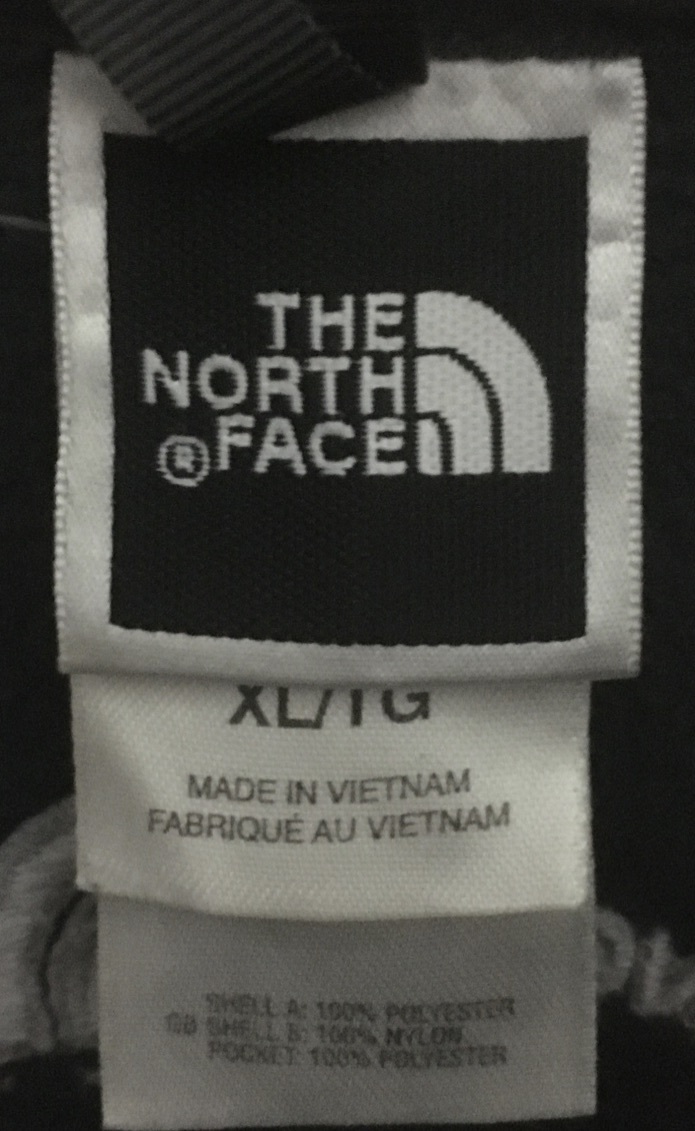 THE
NORTH
® FACE
XL/TG
MADE IN VIETNAM
FABRIQUÉ AU VIETNAM
SHELL A: 100% POLYESTER
GB SHELL B: 100% NYLON
POCKET: 100% POLYESTER